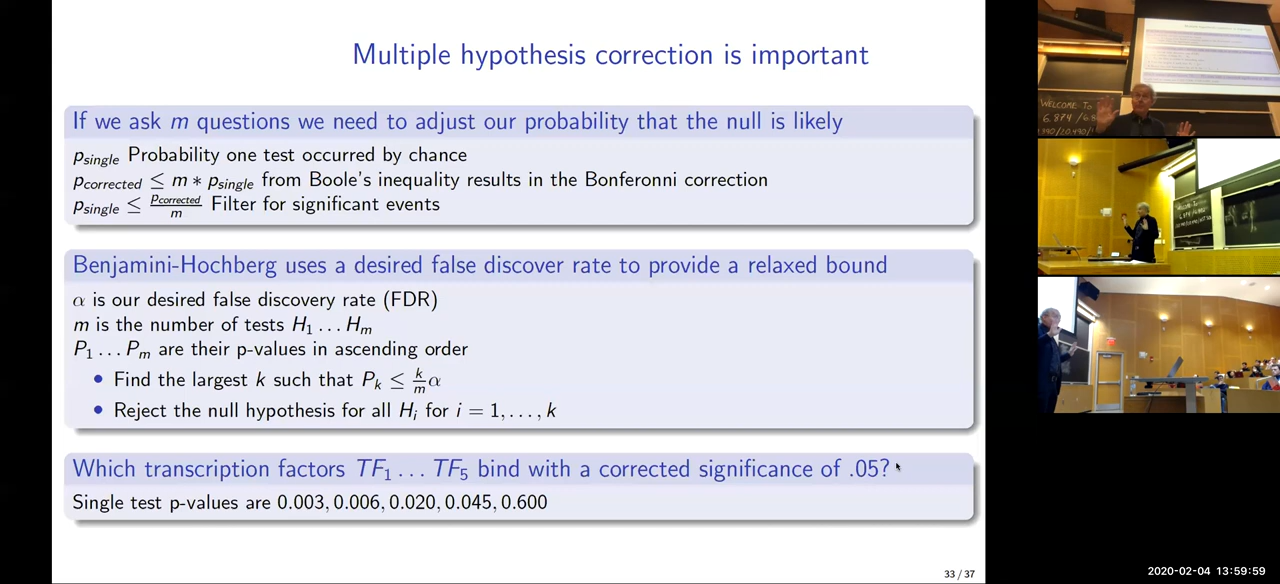 Multiple hypothesis correction is important
If we ask m questions we need to adjust our probability that the null is likely
p_single Probability one test occurred by chance
p_corrected ≤ m * p_single from Boole's inequality results in the Bonferonni correction
p_single ≤ p_corrected/m Filter for significant events
Benjamini-Hochberg uses a desired false discover rate to provide a relaxed bound
α is our desired false discovery rate (FDR)
m is the number of tests H_1 ... H_m
P_1 ... P_m are their p-values in ascending order
• Find the largest k such that P_k ≤ k/m α
• Reject the null hypothesis for all H_i for i = 1, ..., k
Which transcription factors TF_1 ... TF_5 bind with a corrected significance of .05?
Single test p-values are 0.003, 0.006, 0.020, 0.045, 0.600
33 / 37
WELCOME TO
6.874
2020-02-04 13:59:59